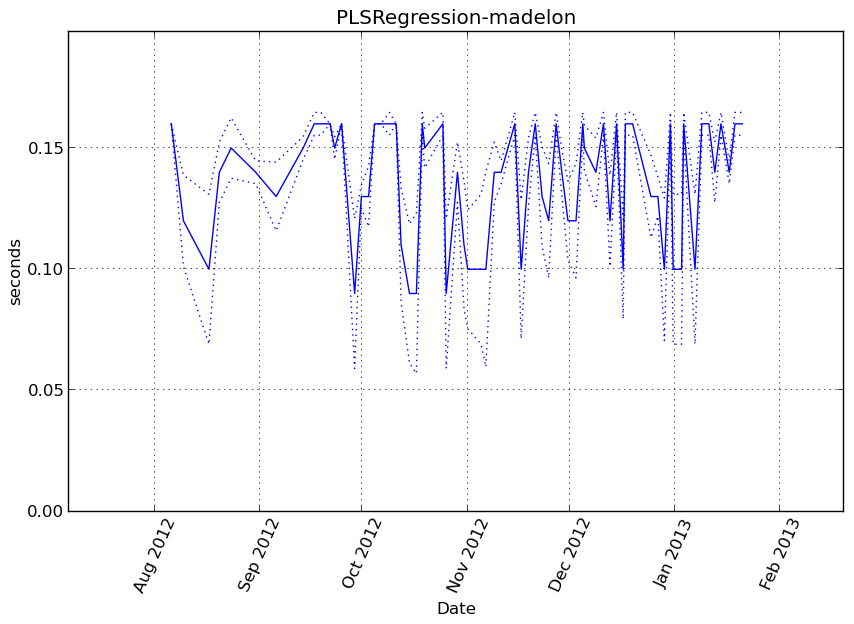 PLSRegression-madelon
seconds
0.15
0.10
0.05
0.00
Aug 2012
Sep 2012
Oct 2012
Nov 2012
Dec 2012
Jan 2013
Feb 2013
Date